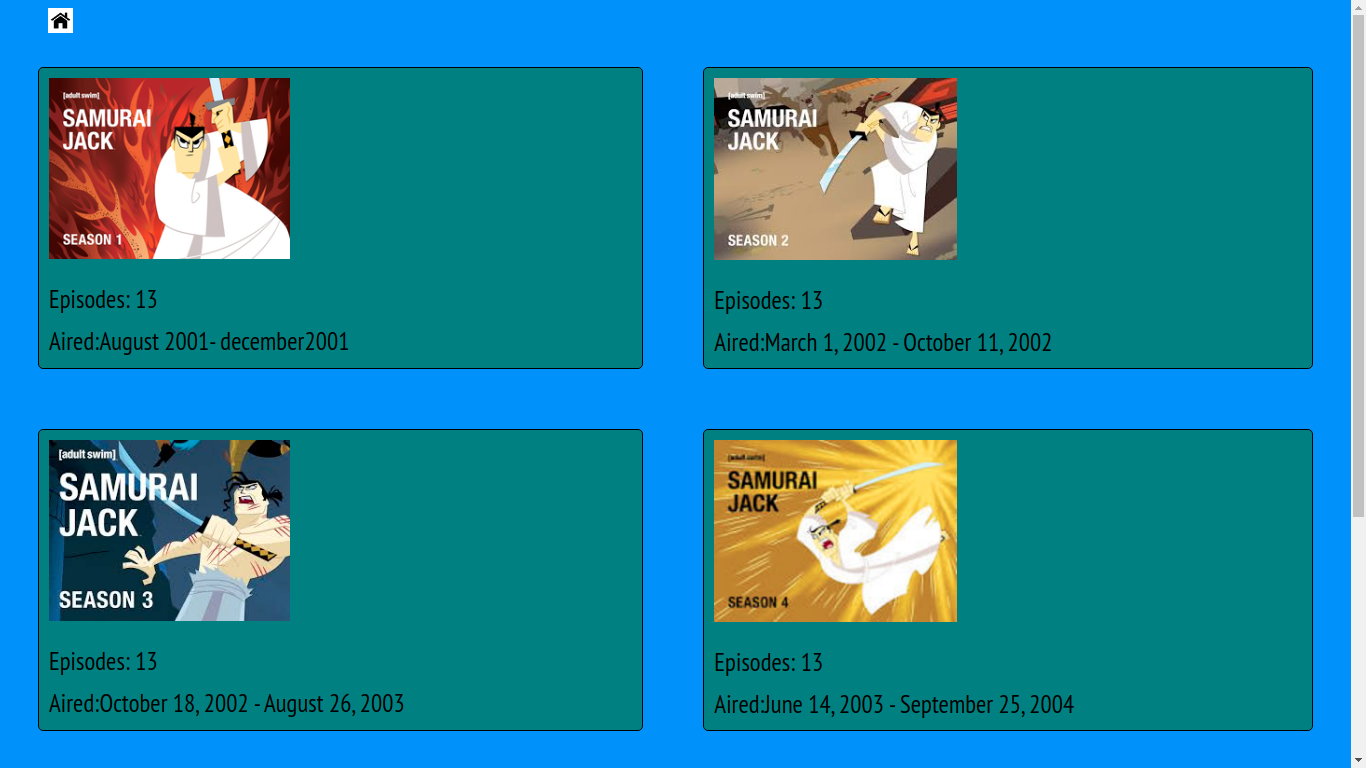 [adult swim]
SAMURAI
JACK
SEASON 1
Episodes: 13
Aired:August 2001- december2001
[adult swim]
SAMURAI
JACK
SEASON 2
Episodes: 13
Aired:March 1, 2002 - October 11, 2002
[adult swim]
SAMURAI
JACK
SEASON 3
Episodes: 13
Aired:October 18, 2002 - August 26, 2003
[adult swim]
SAMURAI
JACK
SEASON 4
Episodes: 13
Aired:June 14, 2003 - September 25, 2004